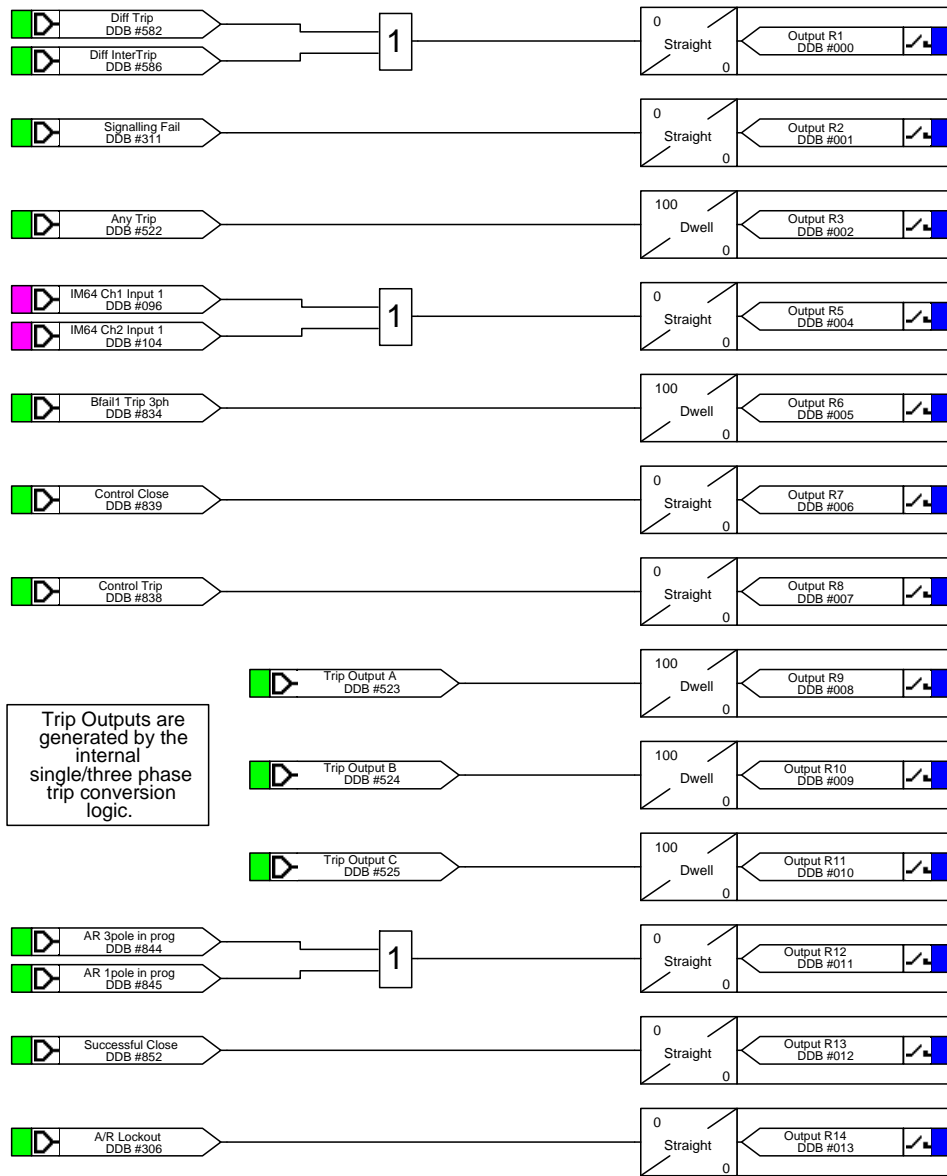 Diff Trip
DDB #582
Diff InterTrip
DDB #586
1
0
Straight
0
Output R1
DDB #000
Signalling Fail
DDB #311
0
Straight
0
Output R2
DDB #001
Any Trip
DDB #522
100
Dwell
0
Output R3
DDB #002
IM64 Ch1 Input 1
DDB #096
IM64 Ch2 Input 1
DDB #104
1
0
Straight
0
Output R5
DDB #004
Bfail1 Trip 3ph
DDB #834
100
Dwell
0
Output R6
DDB #005
Control Close
DDB #839
0
Straight
0
Output R7
DDB #006
Control Trip
DDB #838
0
Straight
0
Output R8
DDB #007
Trip Output A
DDB #523
100
Dwell
0
Output R9
DDB #008
Trip Outputs are
generated by the
internal
single/three phase
trip conversion
logic.
Trip Output B
DDB #524
100
Dwell
0
Output R10
DDB #009
Trip Output C
DDB #525
100
Dwell
0
Output R11
DDB #010
AR 3pole in prog
DDB #844
AR 1pole in prog
DDB #845
1
0
Straight
0
Output R12
DDB #011
Successful Close
DDB #852
0
Straight
0
Output R13
DDB #012
A/R Lockout
DDB #306
0
Straight
0
Output R14
DDB #013